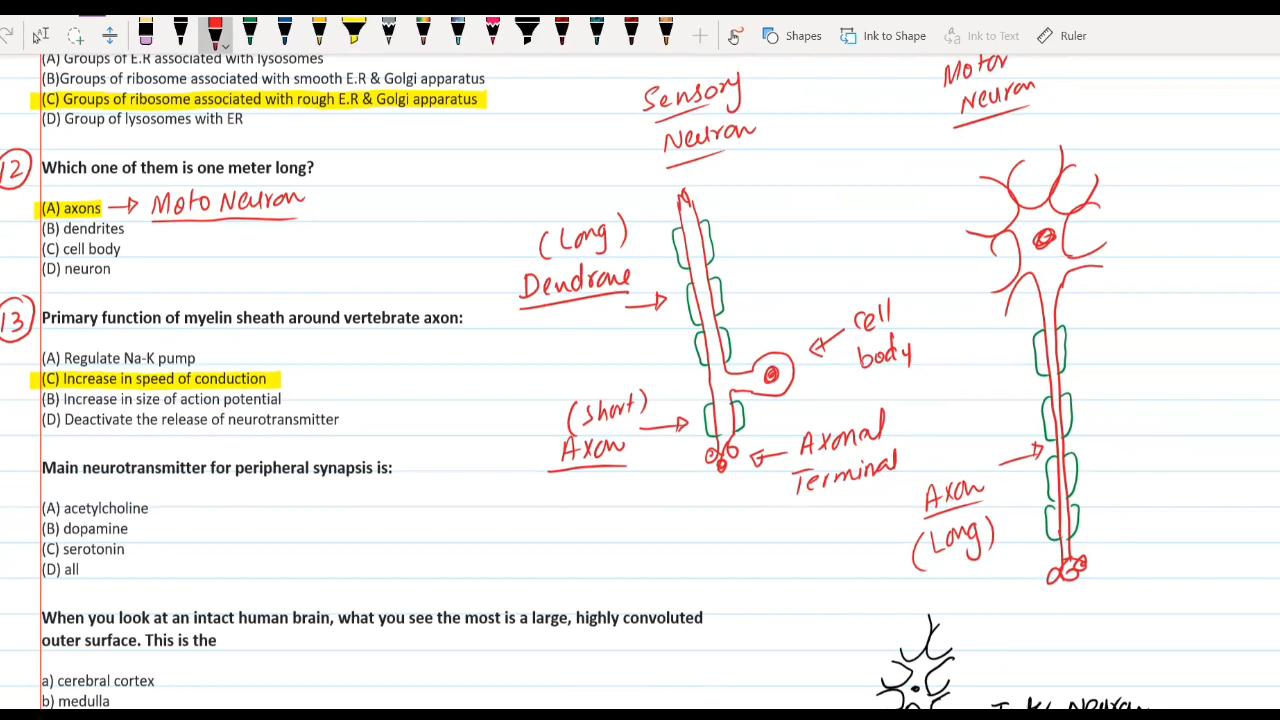 Shapes
Ink to Shape
Ink to Text
Ruler
(A) Groups of E.R associated with lysosomes
(B)Groups of ribosome associated with smooth E.R & Golgi apparatus
(C) Groups of ribosome associated with rough E.R & Golgi apparatus
(D) Group of lysosomes with ER
12
Which one of them is one meter long?
(A) axons → Moto Neuron
(B) dendrites
(C) cell body
(D) neuron
13
Primary function of myelin sheath around vertebrate axon:
(A) Regulate Na-K pump
(C) Increase in speed of conduction
(B) Increase in size of action potential
(D) Deactivate the release of neurotransmitter
Main neurotransmitter for peripheral synapsis is:
(A) acetylcholine
(B) dopamine
(C) serotonin
(D) all
When you look at an intact human brain, what you see the most is a large, highly convoluted
outer surface. This is the
a) cerebral cortex
b) medulla
Sensory
Neuron
(Long)
Dendrone
Cell
body
(Short)
Axon
Axonal
Terminal
Motor
Neuron
Axon
(Long)
Neuron